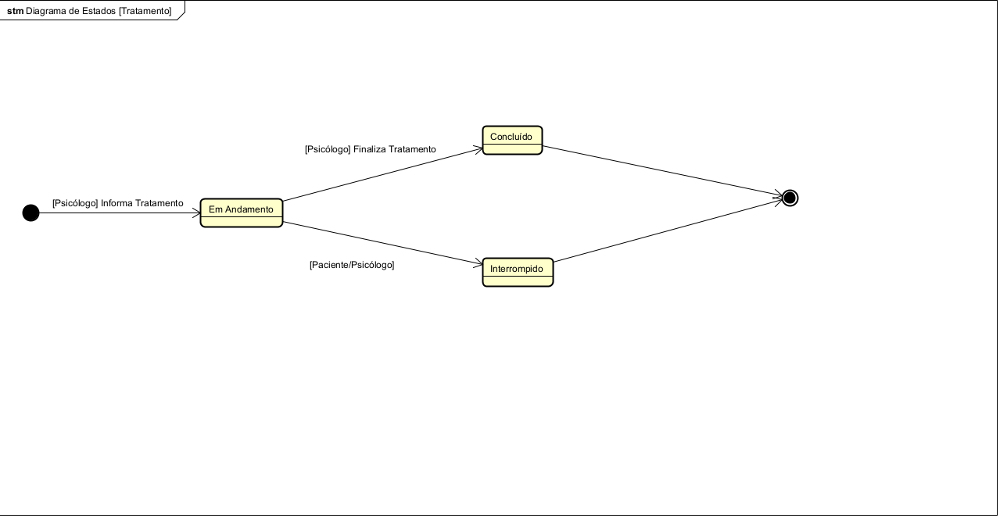 stm Diagrama de Estados [Tratamento]
Concluído
[Psicólogo] Finaliza Tratamento
[Psicólogo] Informa Tratamento
Em Andamento
[Paciente/Psicólogo]
Interrompido